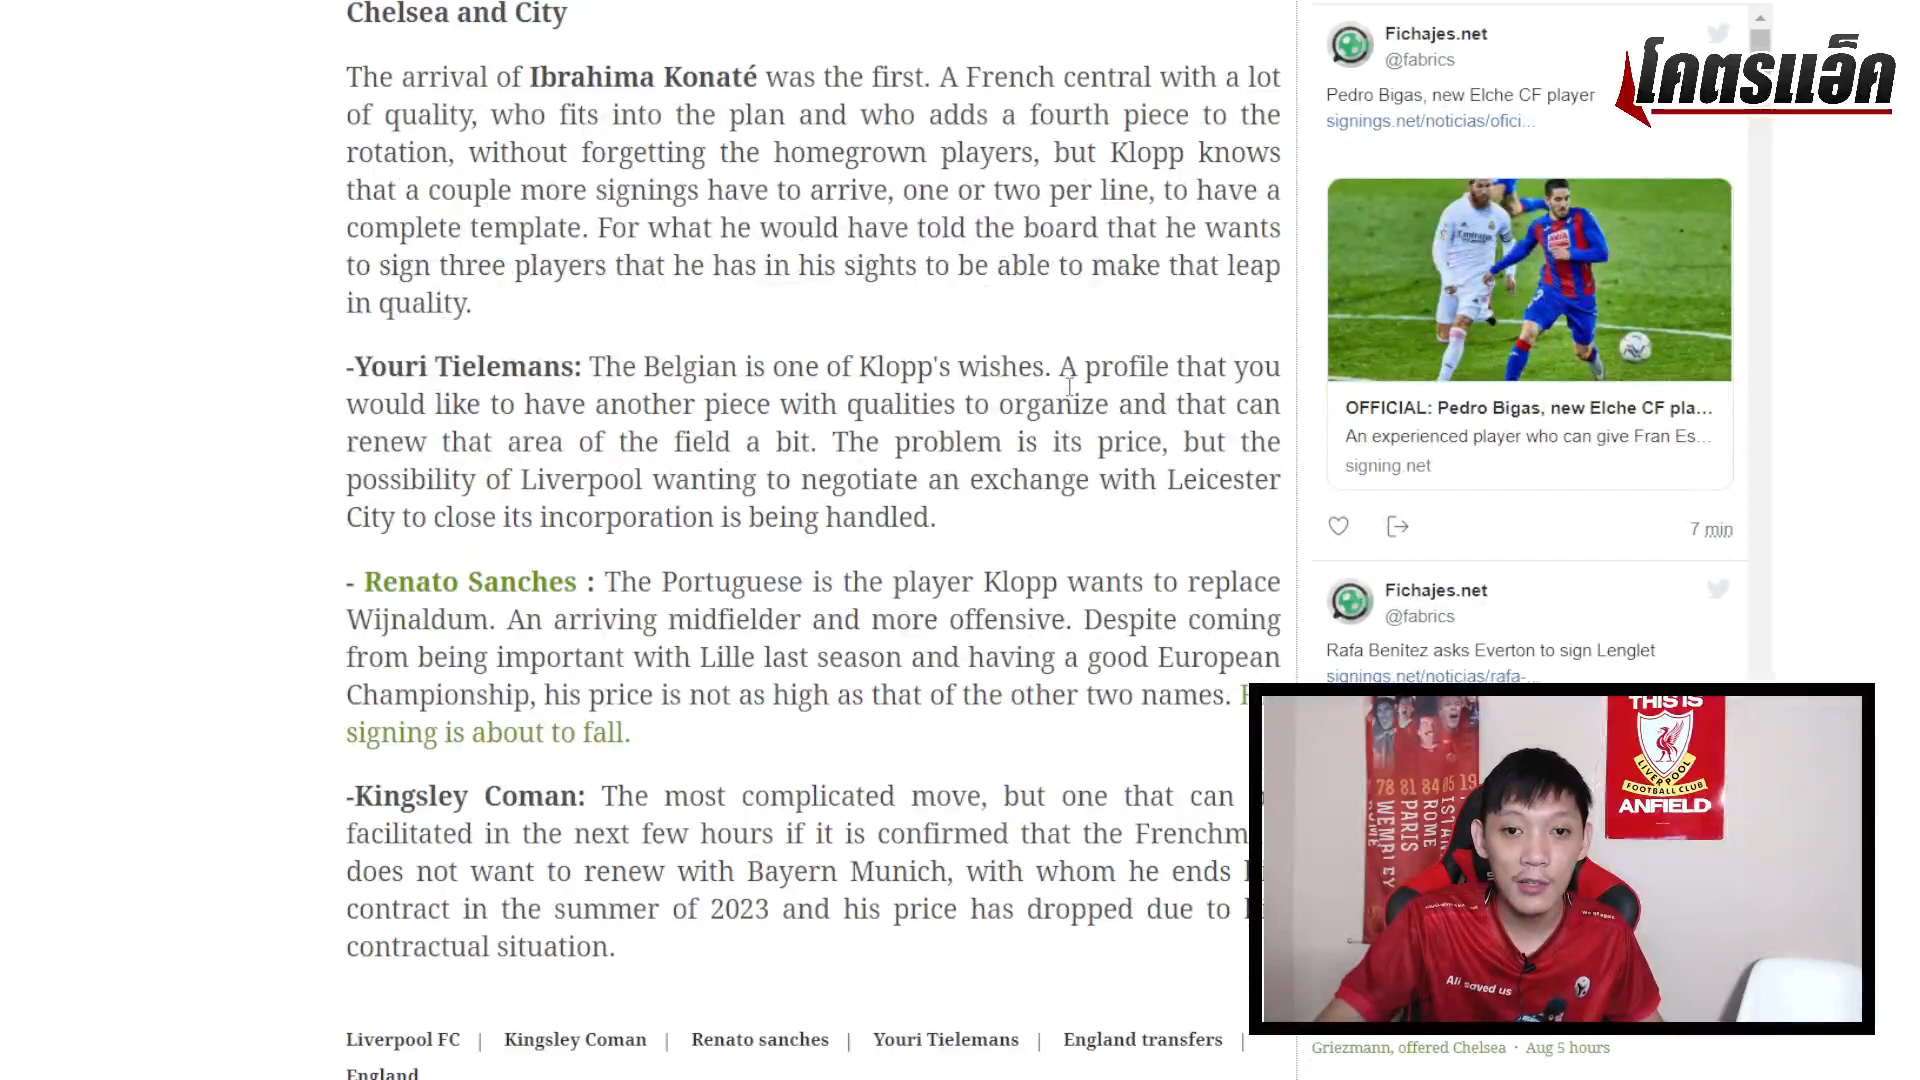 Chelsea and City
The arrival of Ibrahima Konaté was the first. A French central with a lot
of quality, who fits into the plan and who adds a fourth piece to the
rotation, without forgetting the homegrown players, but Klopp knows
that a couple more signings have to arrive, one or two per line, to have a
complete template. For what he would have told the board that he wants
to sign three players that he has in his sights to be able to make that leap
in quality.
-Youri Tielemans: The Belgian is one of Klopp's wishes. A profile that you
would like to have another piece with qualities to organize and that can
renew that area of the field a bit. The problem is its price, but the
possibility of Liverpool wanting to negotiate an exchange with Leicester
City to close its incorporation is being handled.
- Renato Sanches : The Portuguese is the player Klopp wants to replace
Wijnaldum. An arriving midfielder and more offensive. Despite coming
from being important with Lille last season and having a good European
Championship, his price is not as high as that of the other two names.
signing is about to fall.
-Kingsley Coman: The most complicated move, but one that can
facilitated in the next few hours if it is confirmed that the Frenchm
does not want to renew with Bayern Munich, with whom he ends
contract in the summer of 2023 and his price has dropped due to
contractual situation.
Liverpool FC | Kingsley Coman | Renato sanches | Youri Tielemans | England transfers |
England
Fichajes.net
@fabrics
Pedro Bigas, new Elche CF player
signings.net/noticias/ofici...
OFFICIAL: Pedro Bigas, new Elche CF pla...
An experienced player who can give Fran Es...
signing.net
7 min
Fichajes.net
@fabrics
Rafa Benítez asks Everton to sign Lenglet
signings.net/noticias/rafa-...
Griezmann, offered Chelsea · Aug 5 hours
โคตรแอ็ค
THIS IS
LIVERPOOL
FOOTBALL CLUB
ANFIELD
78 81 84 05 19
WEMBLEY
PARIS
ROME
ISTAN
Ali saved us